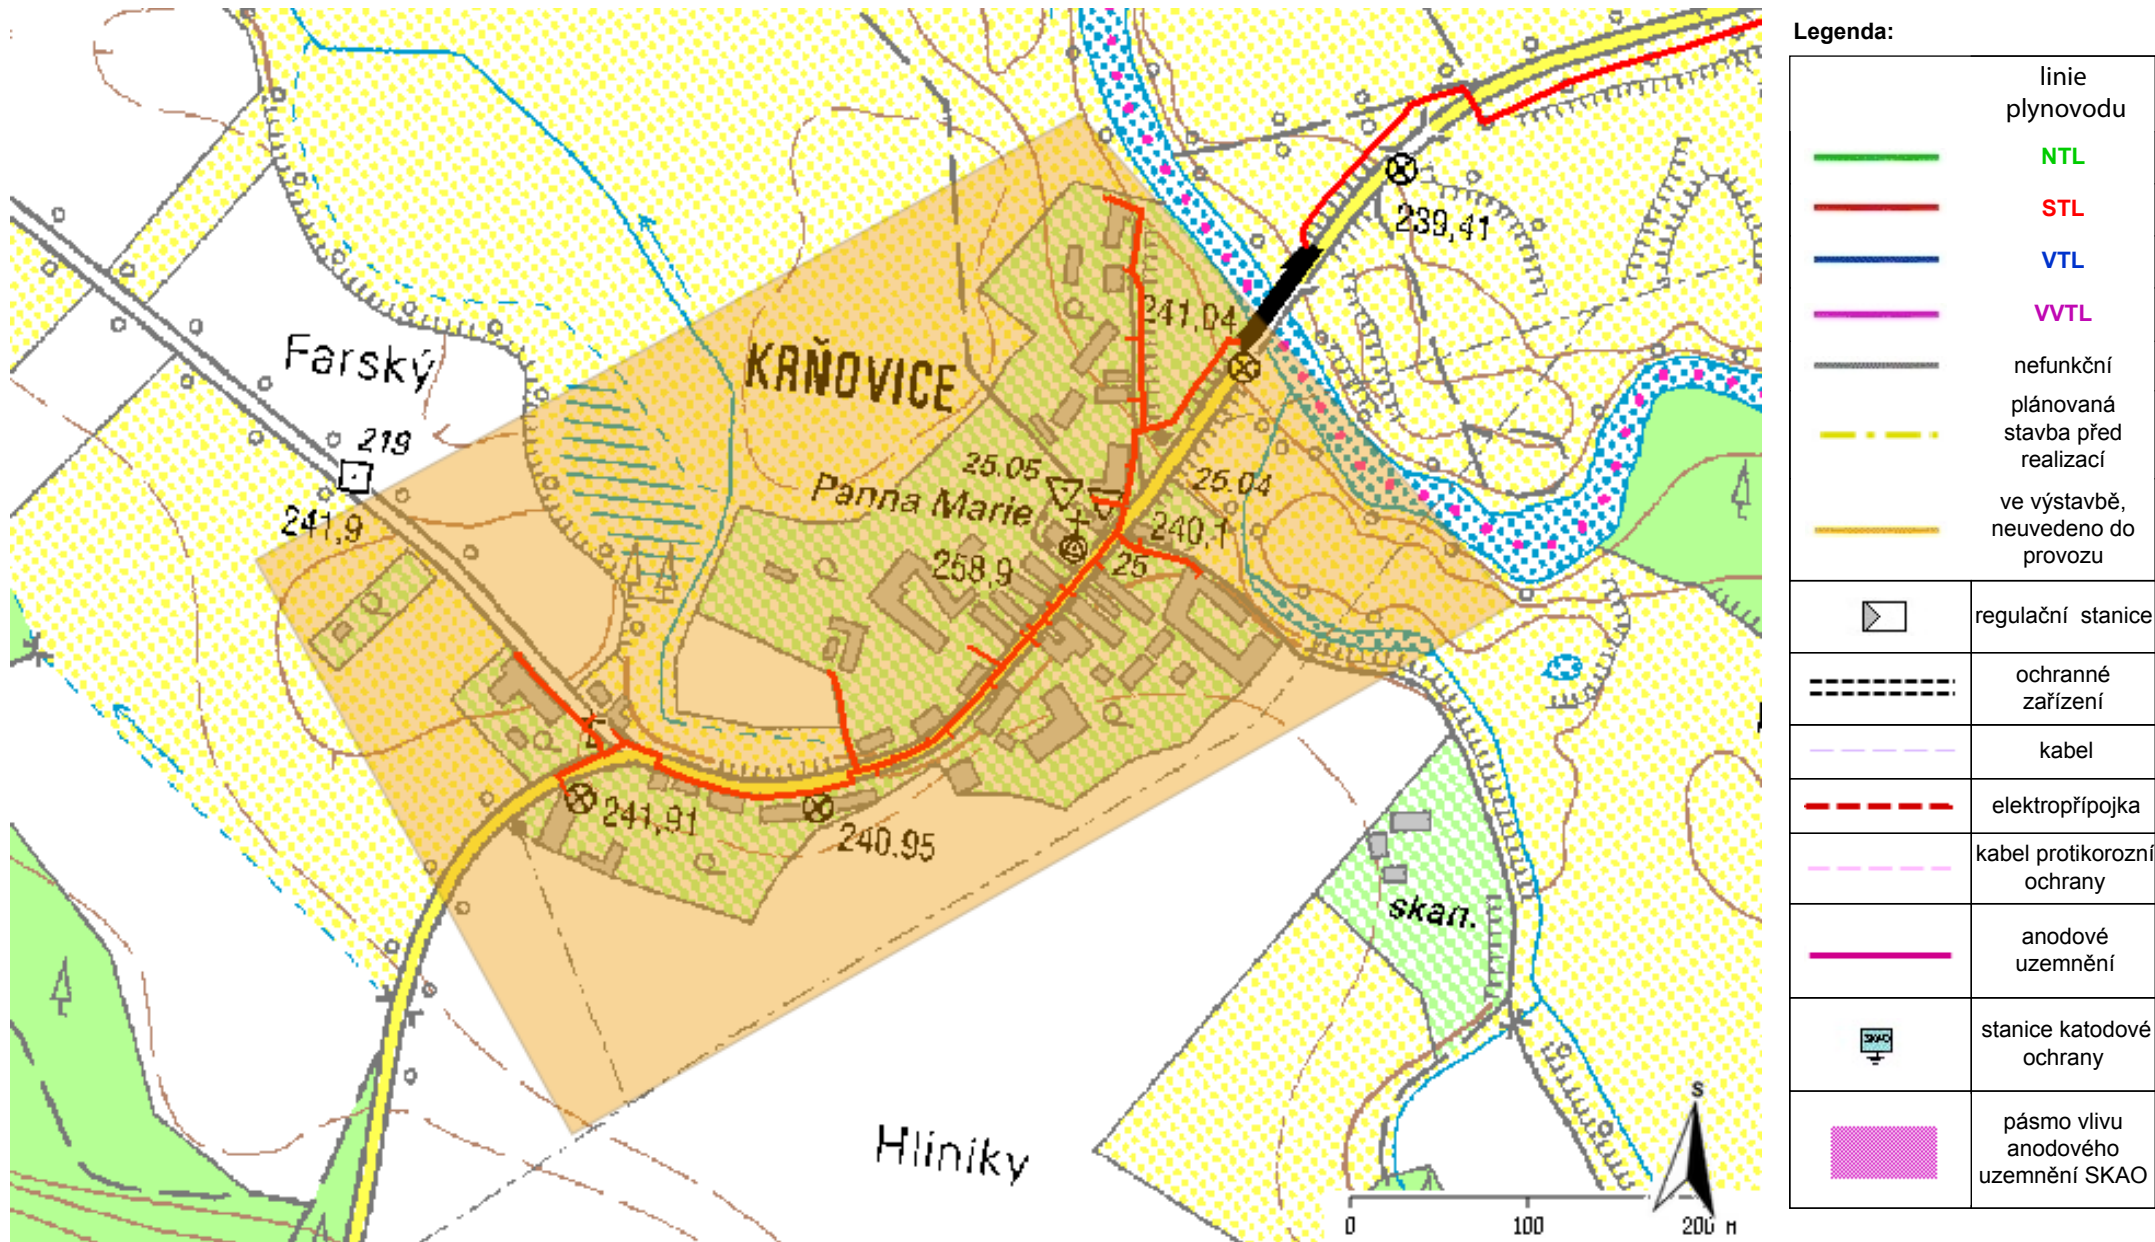 Farský
219
241,9
KRŇOVICE
241,04
239,41
25.05
Panna Marie
25.04
240,1
25
258,9
241,91
240.95
skan.
Hliníky
S
0
100
200 M
Legenda:
linie
plynovodu
NTL
STL
VTL
VVTL
nefunkční
plánovaná
stavba před
realizací
ve výstavbě,
neuvedeno do
provozu
regulační stanice
ochranné
zařízení
kabel
elektropřípojka
kabel protikorozní
ochrany
anodové
uzemnění
SKAO
stanice katodové
ochrany
pásmo vlivu
anodového
uzemnění SKAO